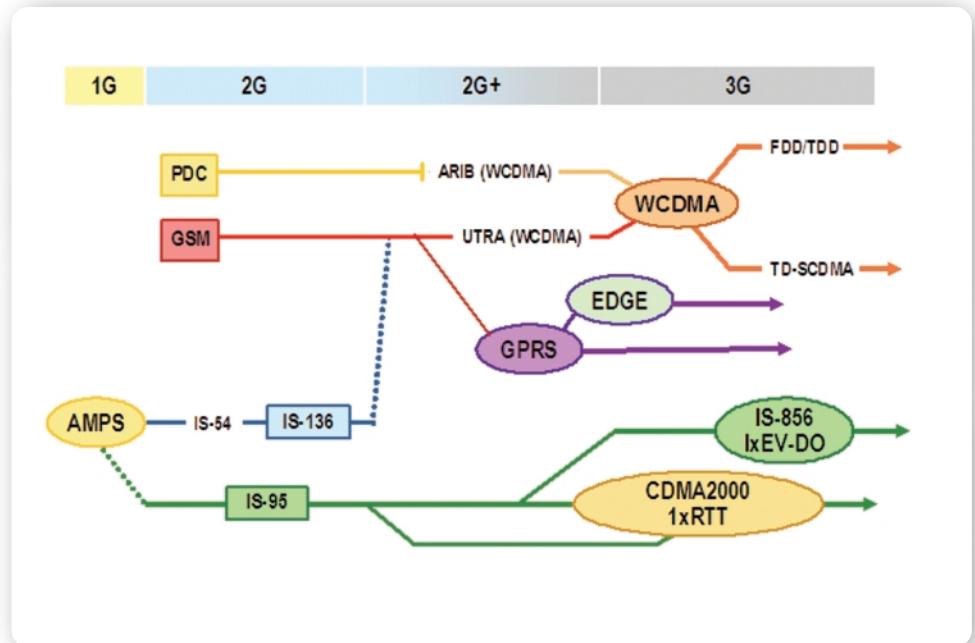 1G 2G 2G+ 3G
FDD/TDD
PDC ARIB (WCDMA)
WCDMA
GSM UTRA (WCDMA)
TD-SCDMA
EDGE
GPRS
AMPS IS-54 IS-136
IS-856
IxEV-DO
IS-95
CDMA2000
1xRTT